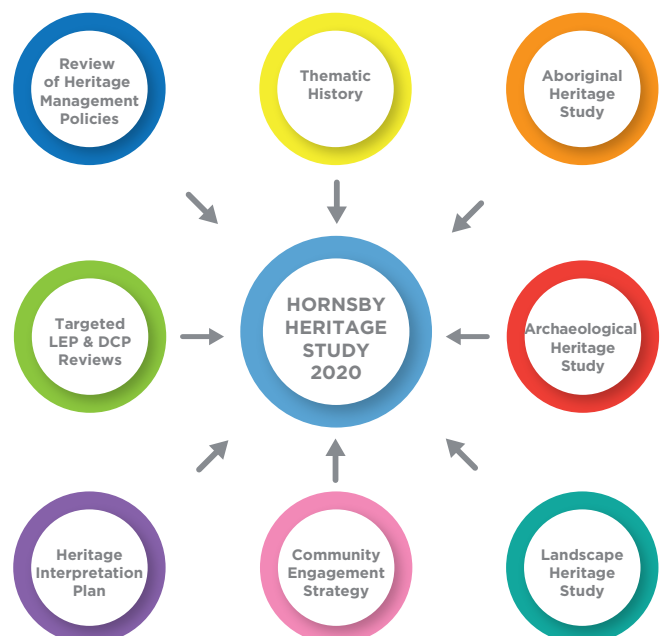 Review
of Heritage
Management
Policies
Thematic
History
Aboriginal
Heritage
Study
Targeted
LEP & DCP
Reviews
HORNSBY
HERITAGE
STUDY
2020
Archaeological
Heritage
Study
Heritage
Interpretation
Plan
Community
Engagement
Strategy
Landscape
Heritage
Study